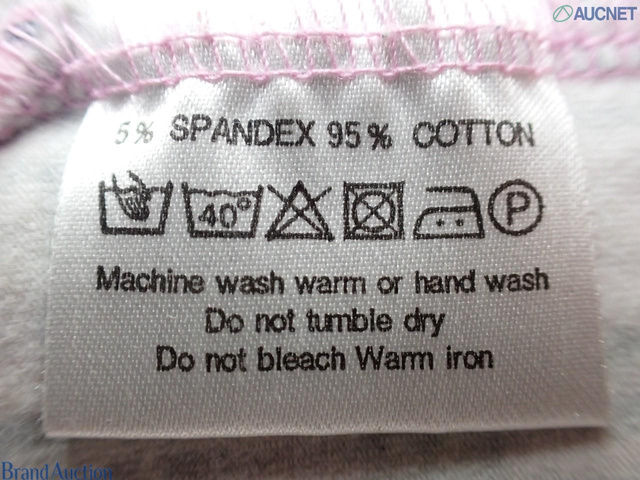 AUCNET
5% SPANDEX 95% COTTON
40° P
Machine wash warm or hand wash
Do not tumble dry
Do not bleach Warm iron
Brand Auction